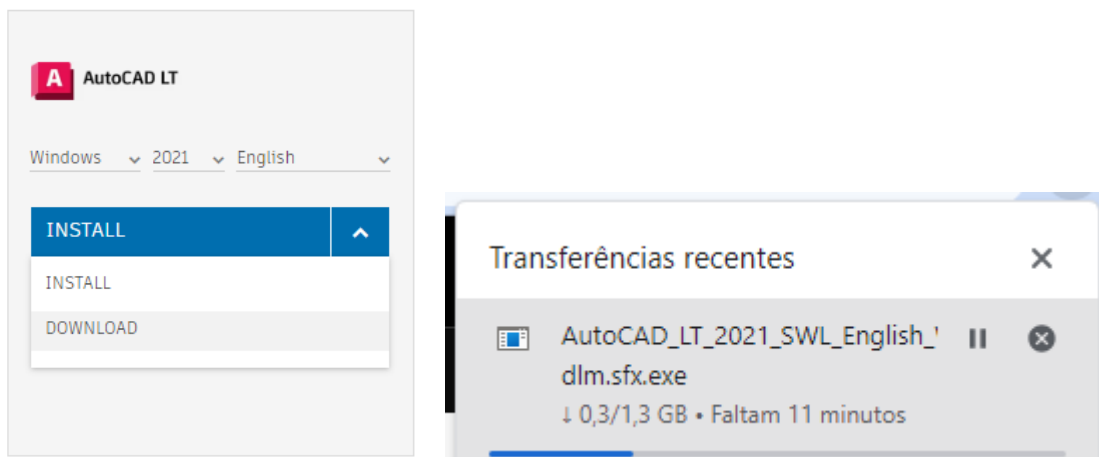 A AutoCAD LT
Windows 2021 English
INSTALL
INSTALL
DOWNLOAD
Transferências recentes
AutoCAD_LT_2021_SWL_English_
dlm.sfx.exe
↓ 0,3/1,3 GB • Faltam 11 minutos